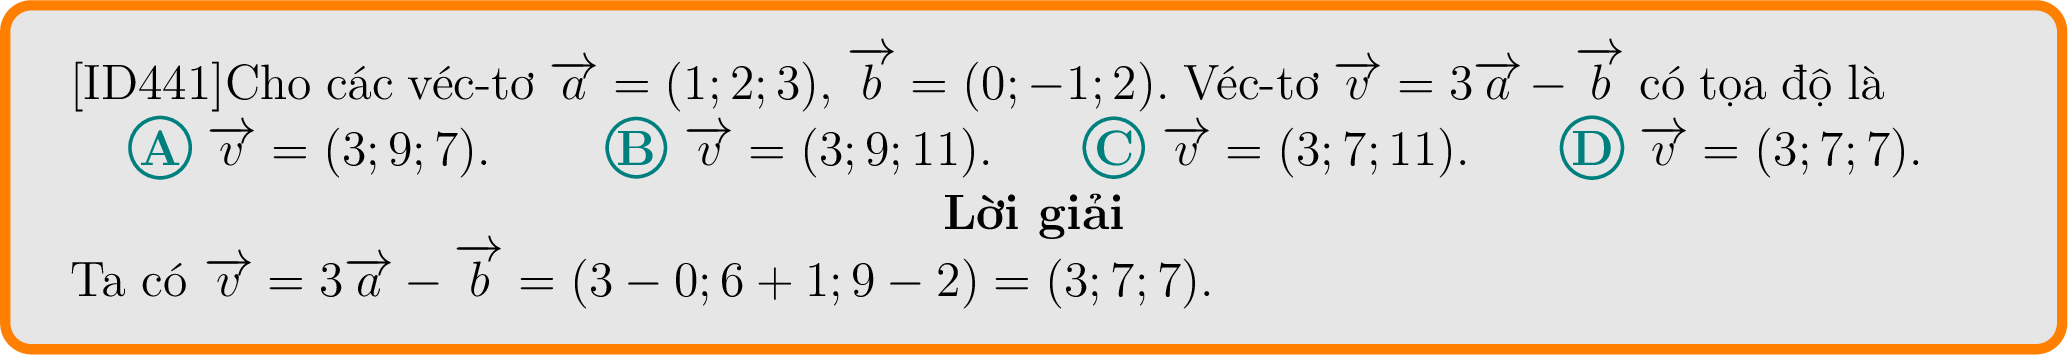 [ID441]Cho các véc-tơ $\overrightarrow{a} = (1; 2; 3)$, $\overrightarrow{b} = (0; -1; 2)$. Véc-tơ $\overrightarrow{v} = 3\overrightarrow{a} - \overrightarrow{b}$ có tọa độ là
A $\overrightarrow{v} = (3; 9; 7)$. B $\overrightarrow{v} = (3; 9; 11)$. C $\overrightarrow{v} = (3; 7; 11)$. D $\overrightarrow{v} = (3; 7; 7)$.
Lời giải
Ta có $\overrightarrow{v} = 3\overrightarrow{a} - \overrightarrow{b} = (3 - 0; 6 + 1; 9 - 2) = (3; 7; 7)$.